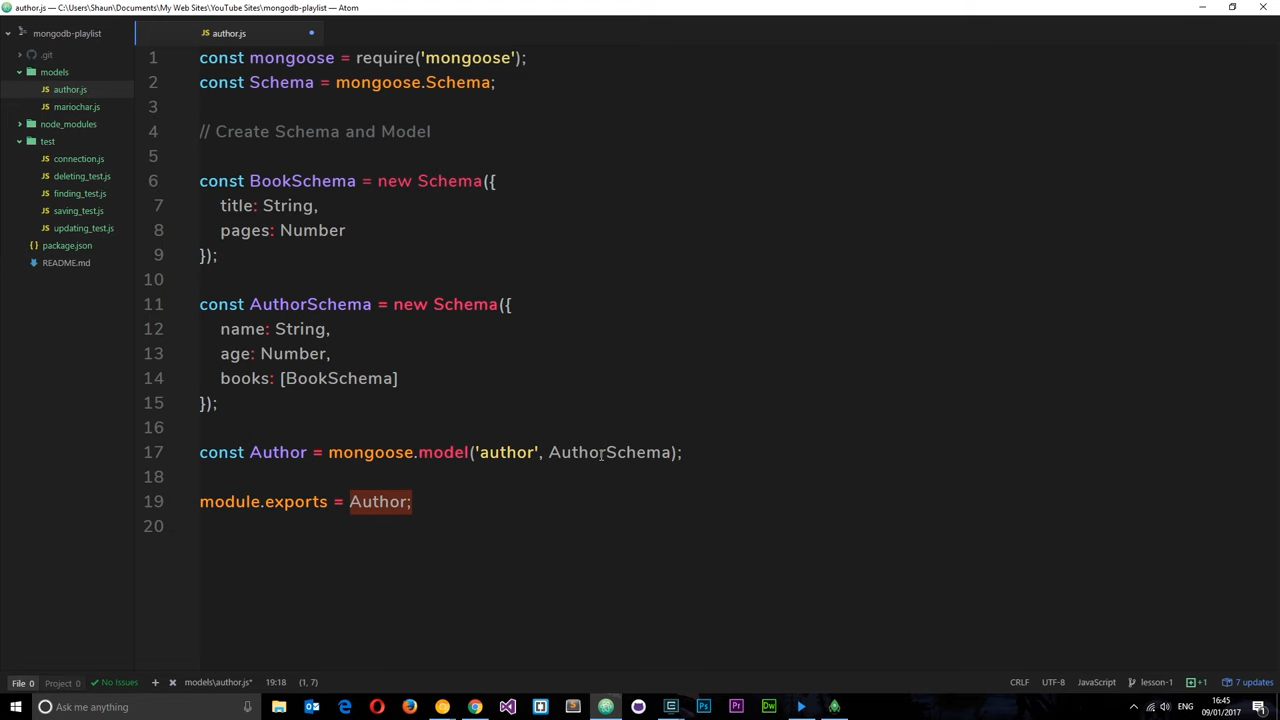 author.js — C:\Users\Shaun\Documents\My Web Sites\YouTube Sites\mongodb-playlist — Atom
mongodb-playlist
author.js
.git
models
author.js
mariochar.js
node_modules
test
connection.js
deleting_test.js
finding_test.js
saving_test.js
updating_test.js
package.json
README.md
1 const mongoose = require('mongoose');
2 const Schema = mongoose.Schema;
3
4 // Create Schema and Model
5
6 const BookSchema = new Schema({
7 title: String,
8 pages: Number
9 });
10
11 const AuthorSchema = new Schema({
12 name: String,
13 age: Number,
14 books: [BookSchema]
15 });
16
17 const Author = mongoose.model('author', AuthorSchema);
18
19 module.exports = Author;
20
File 0 Project 0 No Issues models\author.js* 19:18 (1, 7) CRLF UTF-8 JavaScript lesson-1 +1 7 updates
Ask me anything
16:45
09/01/2017